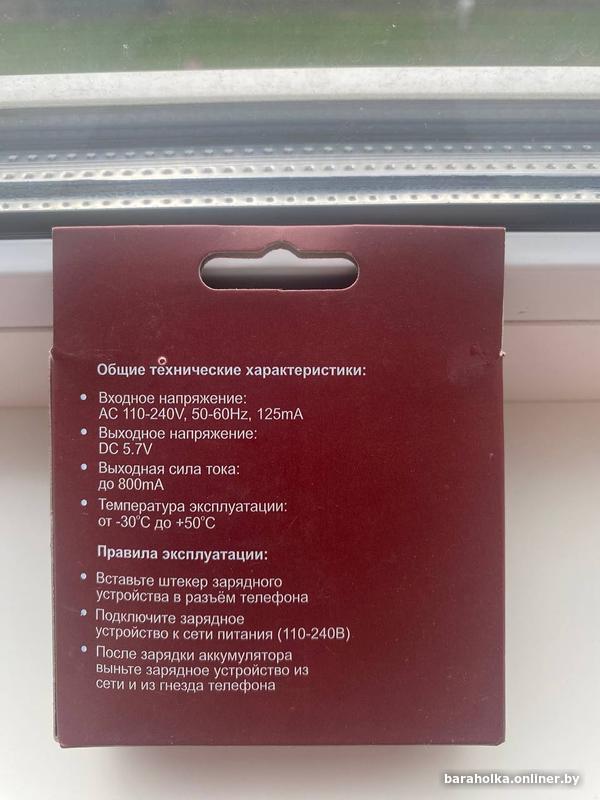 Общие технические характеристики:
• Входное напряжение:
AC 110-240V, 50-60Hz, 125mA
• Выходное напряжение:
DC 5.7V
• Выходная сила тока:
до 800mA
• Температура эксплуатации:
от -30°C до +50°C
Правила эксплуатации:
• Вставьте штекер зарядного
устройства в разъём телефона
• Подключите зарядное
устройство к сети питания (110-240В)
• После зарядки аккумулятора
выньте зарядное устройство из
сети и из гнезда телефона
baraholka.onliner.by